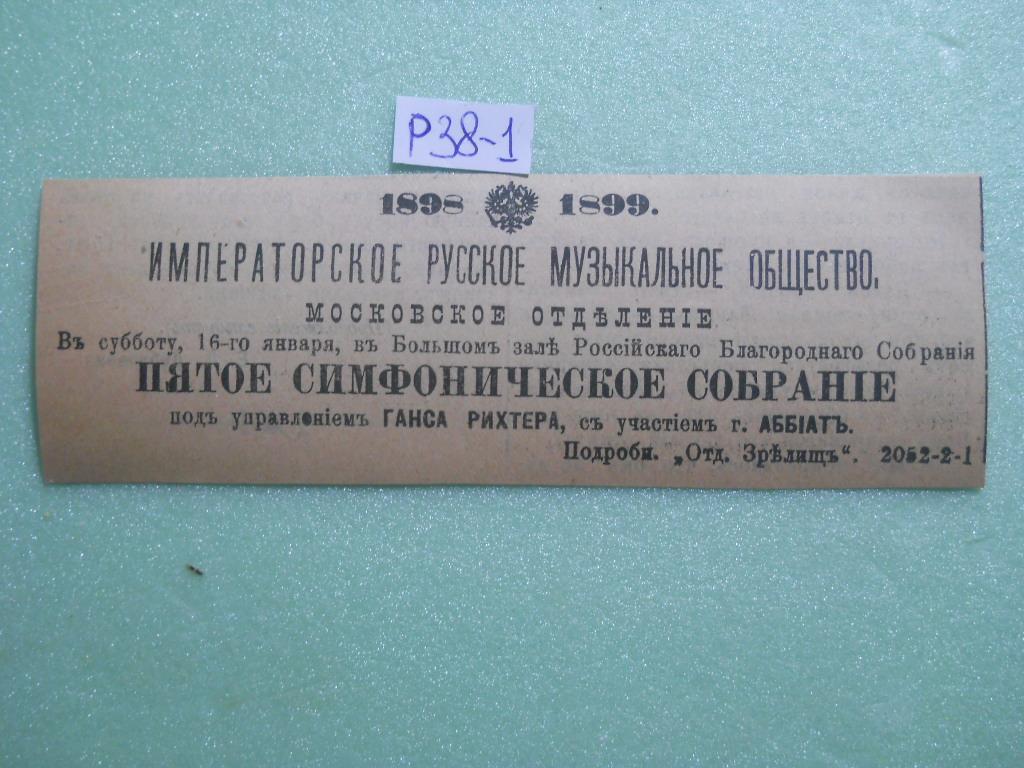 P38-1
1898 1899.
ИМПЕРАТОРСКОЕ РУССКОЕ МУЗЫКАЛЬНОЕ ОБЩЕСТВО.
МОСКОВСКОЕ ОТДѢЛЕНІЕ
Въ субботу, 16-го января, въ Большомъ залѣ Россійскаго Благороднаго Собранія
ПЯТОЕ СИМФОНИЧЕСКОЕ СОБРАНІЕ
подъ управленіемъ ГАНСА РИХТЕРА, съ участіемъ г. АББІАТЪ.
Подробн. „Отд. Зрѣлищъ“. 2052-2-1